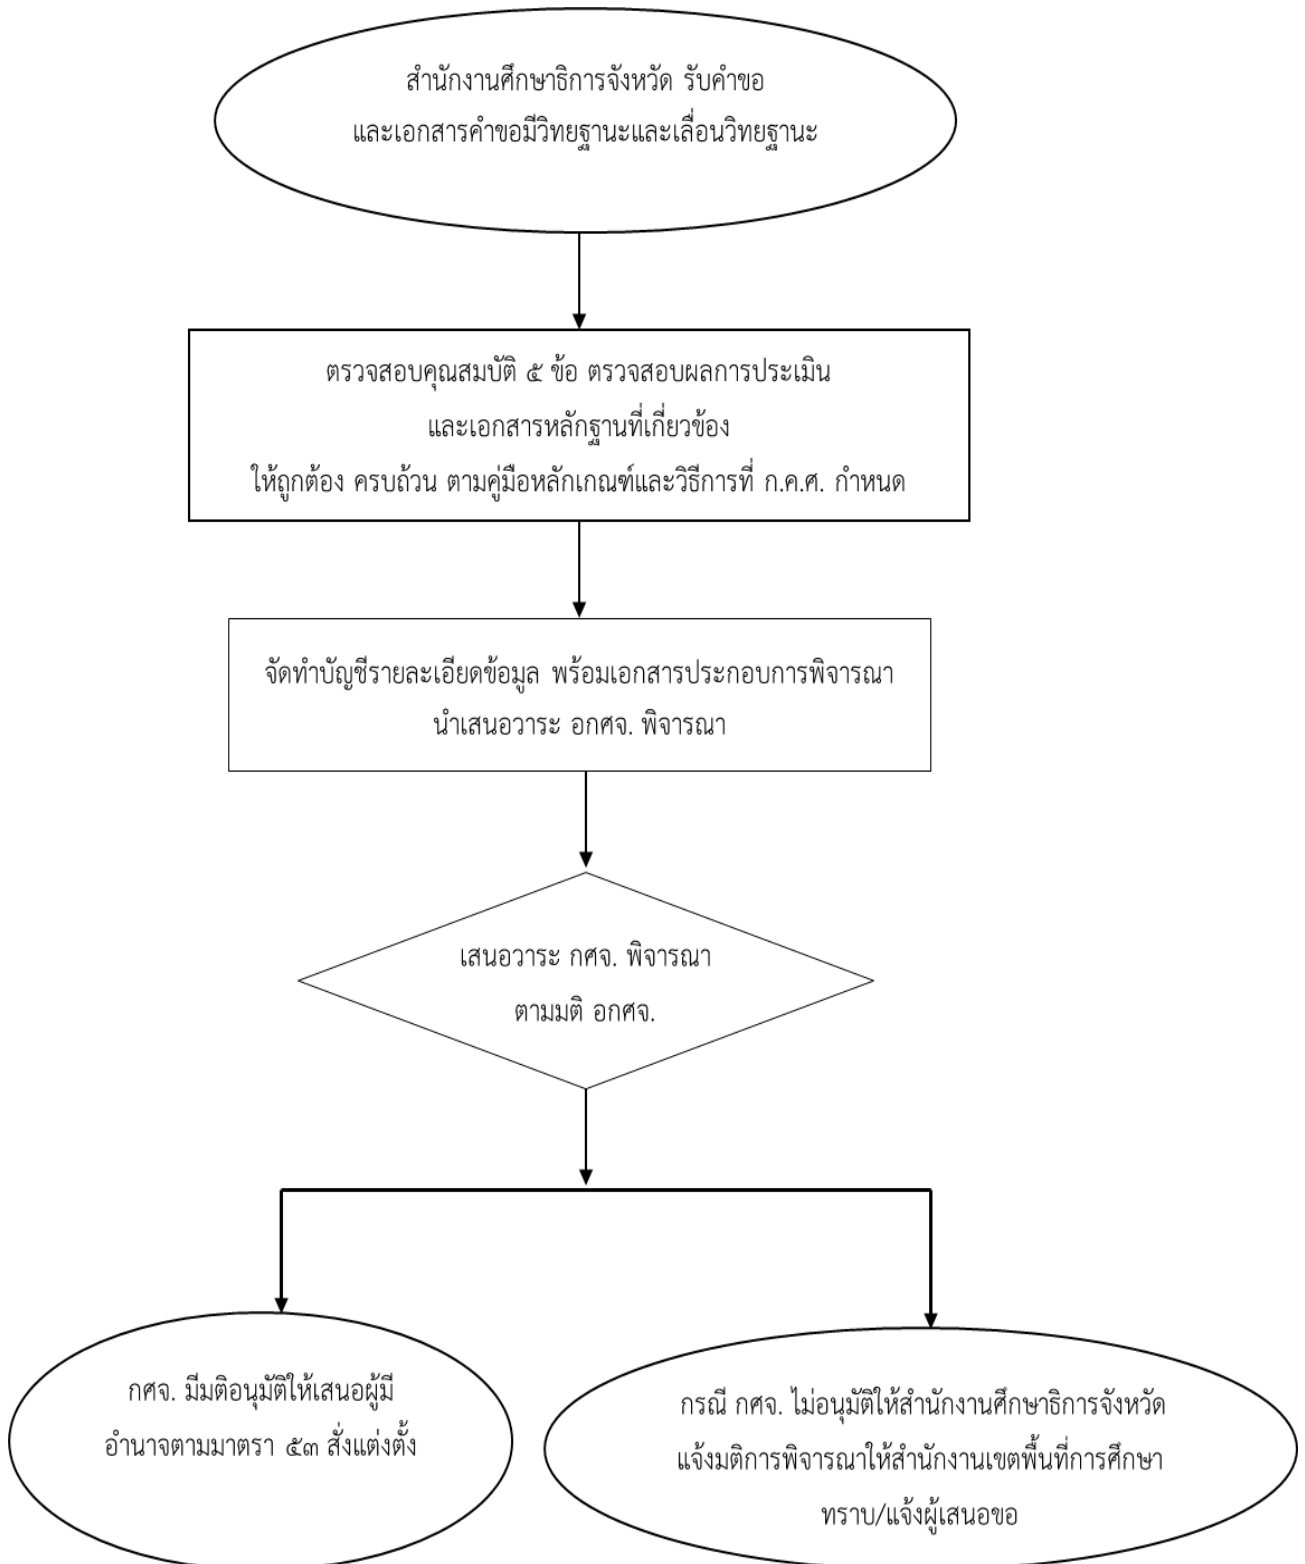 สำนักงานศึกษาธิการจังหวัด รับคำขอ
และเอกสารคำขอมีวิทยฐานะและเลื่อนวิทยฐานะ
ตรวจสอบคุณสมบัติ ๕ ข้อ ตรวจสอบผลการประเมิน
และเอกสารหลักฐานที่เกี่ยวข้อง
ให้ถูกต้อง ครบถ้วน ตามคู่มือหลักเกณฑ์และวิธีการที่ ก.ค.ศ. กำหนด
จัดทำบัญชีรายละเอียดข้อมูล พร้อมเอกสารประกอบการพิจารณา
นำเสนอวาระ อกศจ. พิจารณา
เสนอวาระ กศจ. พิจารณา
ตามมติ อกศจ.
กศจ. มีมติอนุมัติให้เสนอผู้มี
อำนาจตามมาตรา ๕๓ สั่งแต่งตั้ง
กรณี กศจ. ไม่อนุมัติให้สำนักงานศึกษาธิการจังหวัด
แจ้งมติการพิจารณาให้สำนักงานเขตพื้นที่การศึกษา
ทราบ/แจ้งผู้เสนอขอ